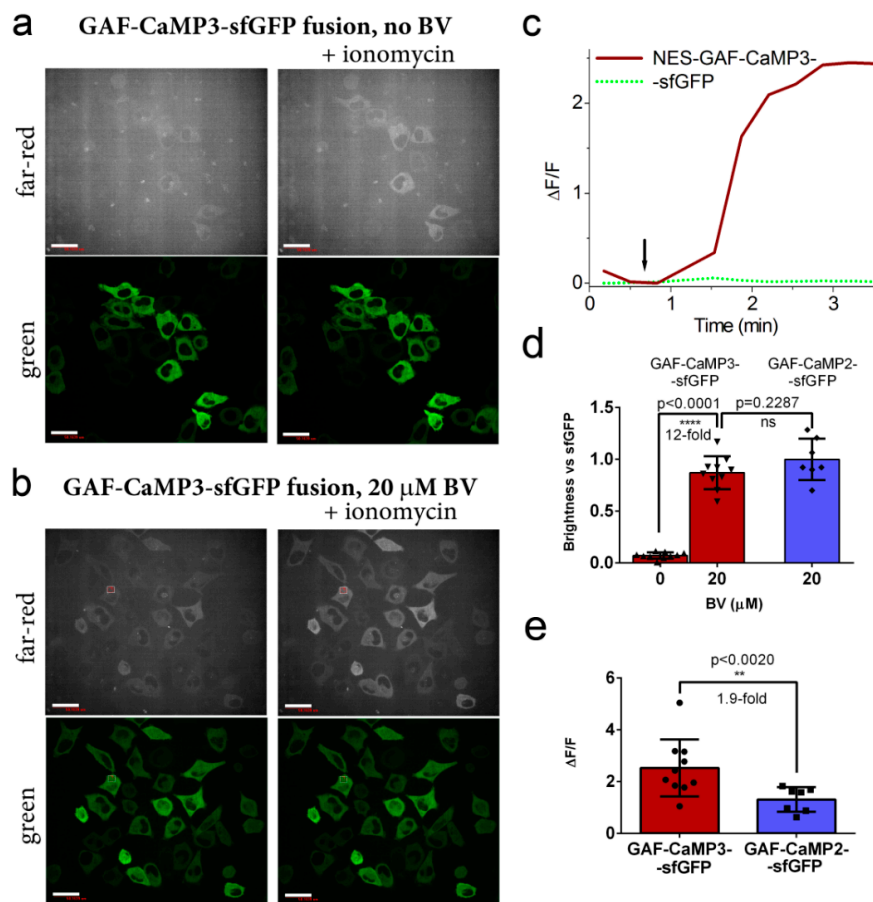 a
GAF-CaMP3-sfGFP fusion, no BV
+ ionomycin
far-red
green
b
GAF-CaMP3-sfGFP fusion, 20 μM BV
+ ionomycin
far-red
green
c
NES-GAF-CaMP3-
-sfGFP
ΔF/F
2
1
0
0
1
2
3
Time (min)
d
GAF-CaMP3-
-sfGFP
GAF-CaMP2-
-sfGFP
p<0.0001
****
12-fold
p=0.2287
ns
Brightness vs sfGFP
1.5
1.0
0.5
0.0
0
20
20
BV (μM)
e
p<0.0020
**
1.9-fold
ΔF/F
6
4
2
0
GAF-CaMP3-
-sfGFP
GAF-CaMP2-
-sfGFP